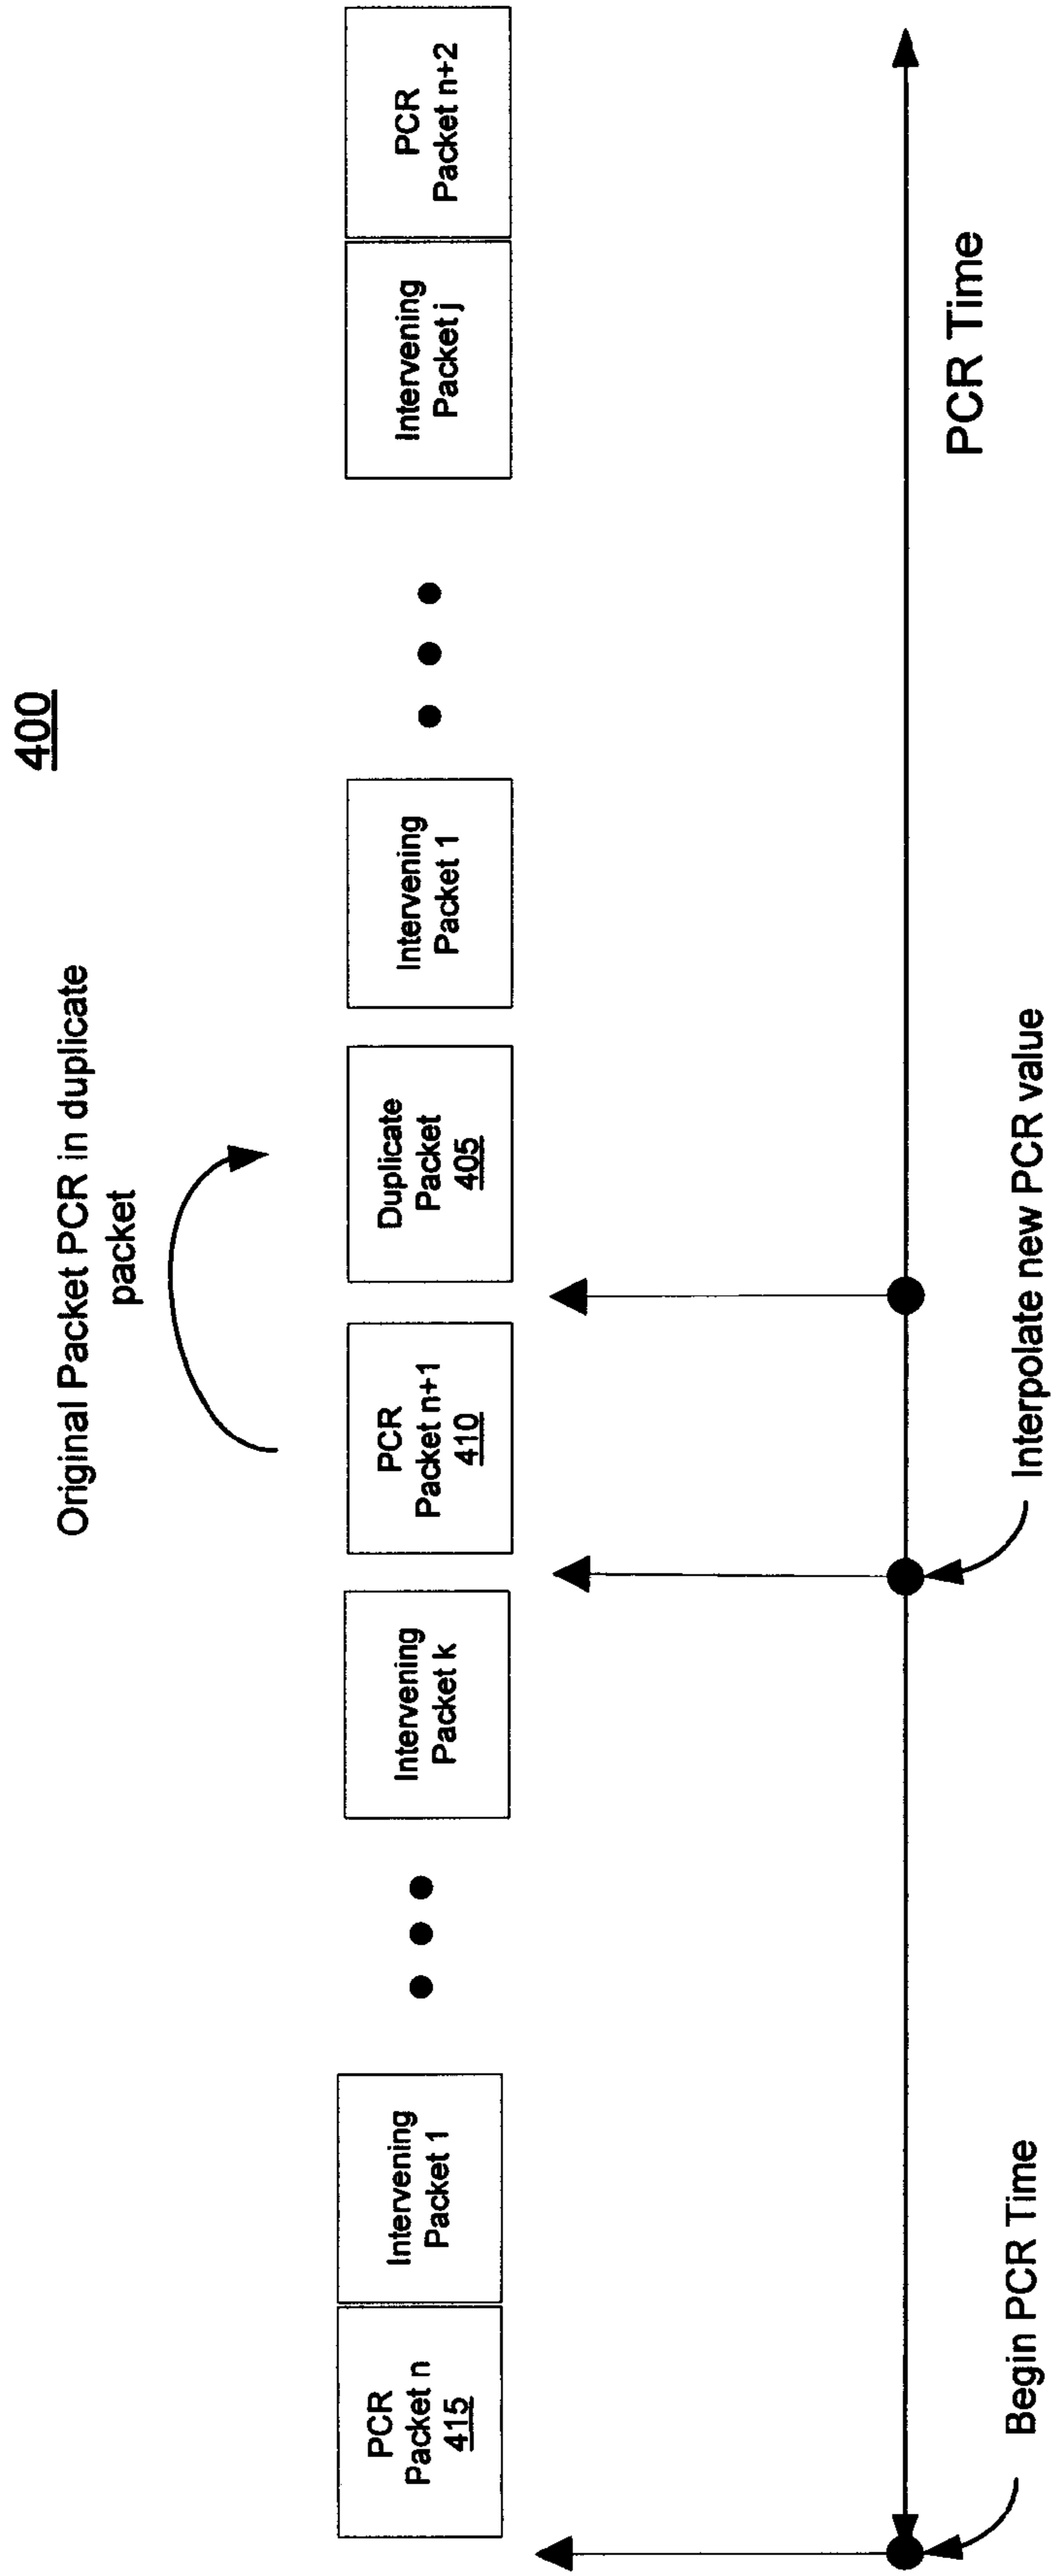 400
Original Packet PCR in duplicate
packet
PCR
Packet n
415
Intervening
Packet 1
Intervening
Packet k
PCR
Packet n+1
410
Duplicate
Packet
405
Intervening
Packet 1
Intervening
Packet j
PCR
Packet n+2
PCR Time
Begin PCR Time
Interpolate new PCR value